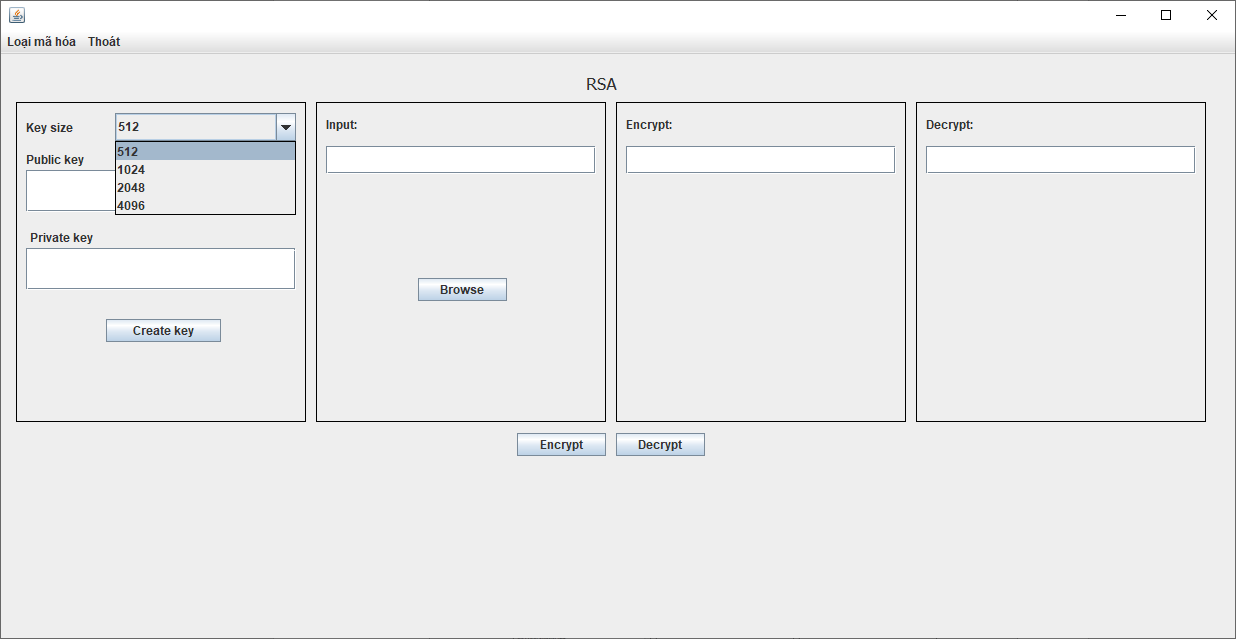 Loại mã hóa Thoát
RSA
Key size 512
512
1024
2048
4096
Public key
Private key
Create key
Input:
Browse
Encrypt:
Decrypt:
Encrypt Decrypt